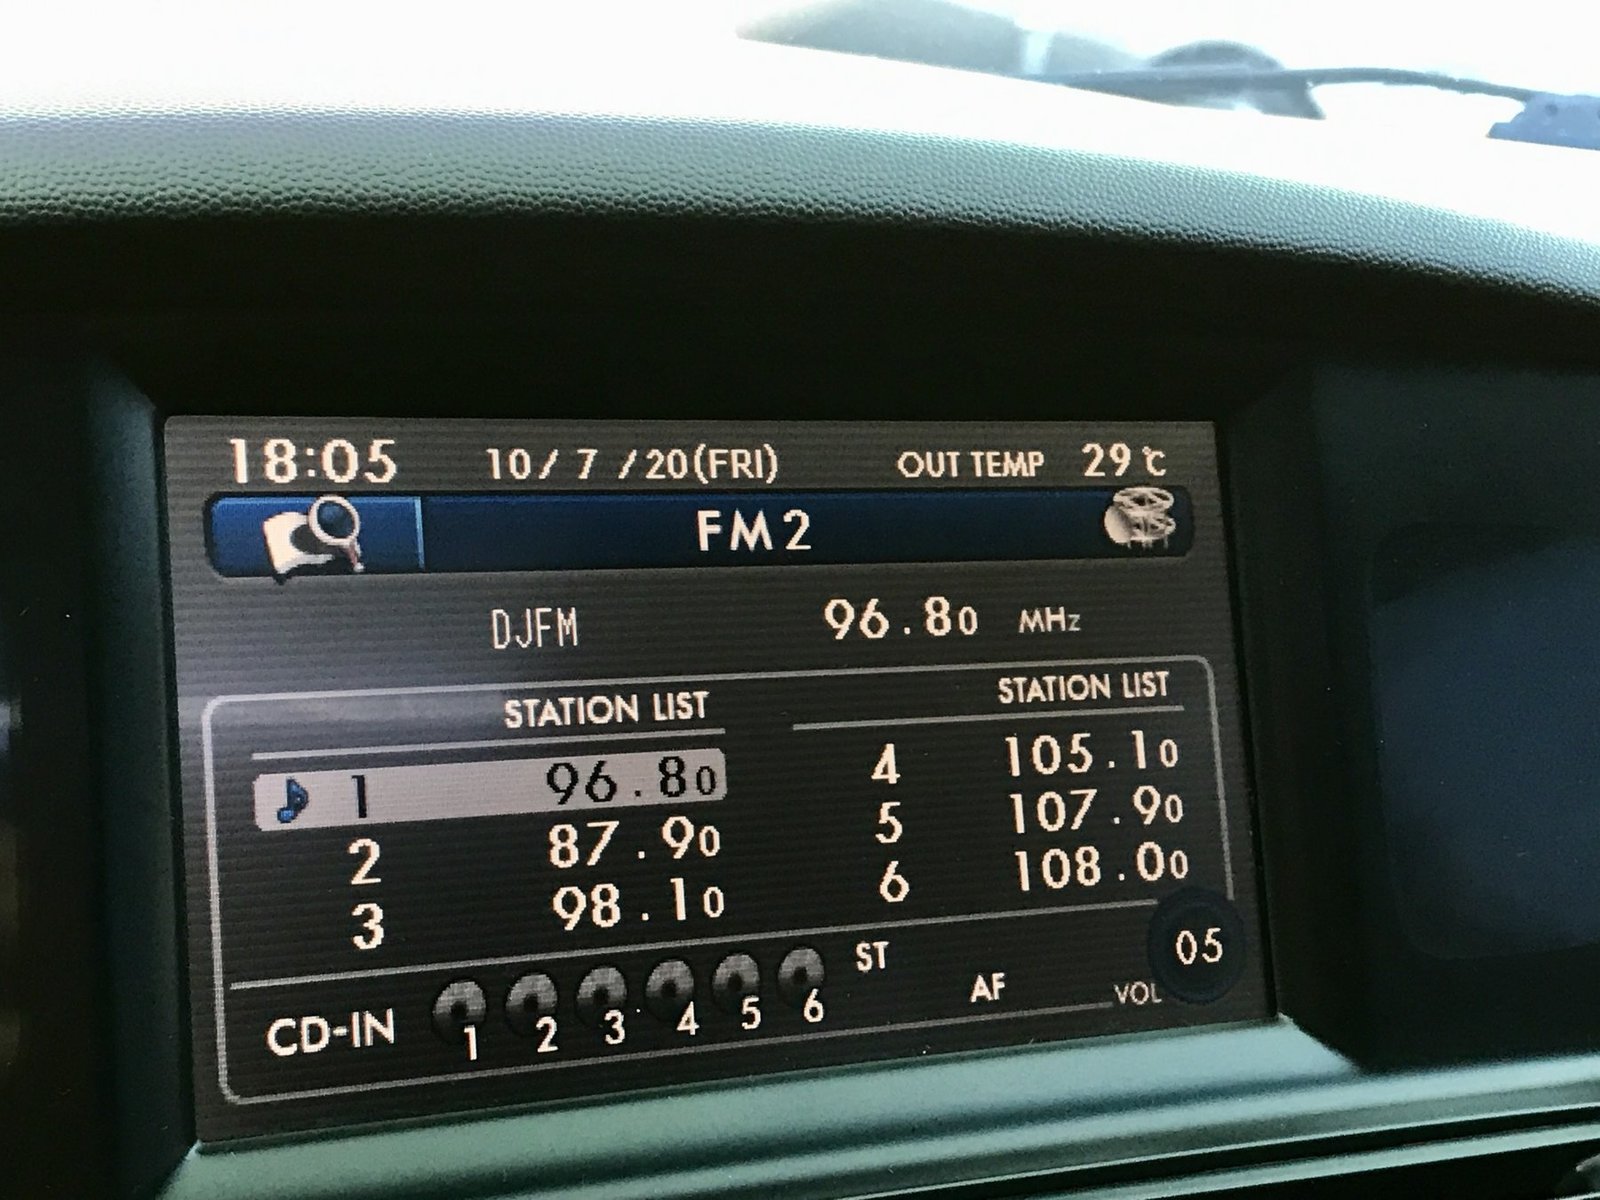 18:05 10/ 7 /20(FRI) OUT TEMP 29℃
FM2
DJFM 96.80 MHz
STATION LIST
1 96.80
2 87.90
3 98.10
STATION LIST
4 105.10
5 107.90
6 108.00
CD-IN 1 2 3 4 5 6 ST AF VOL 05